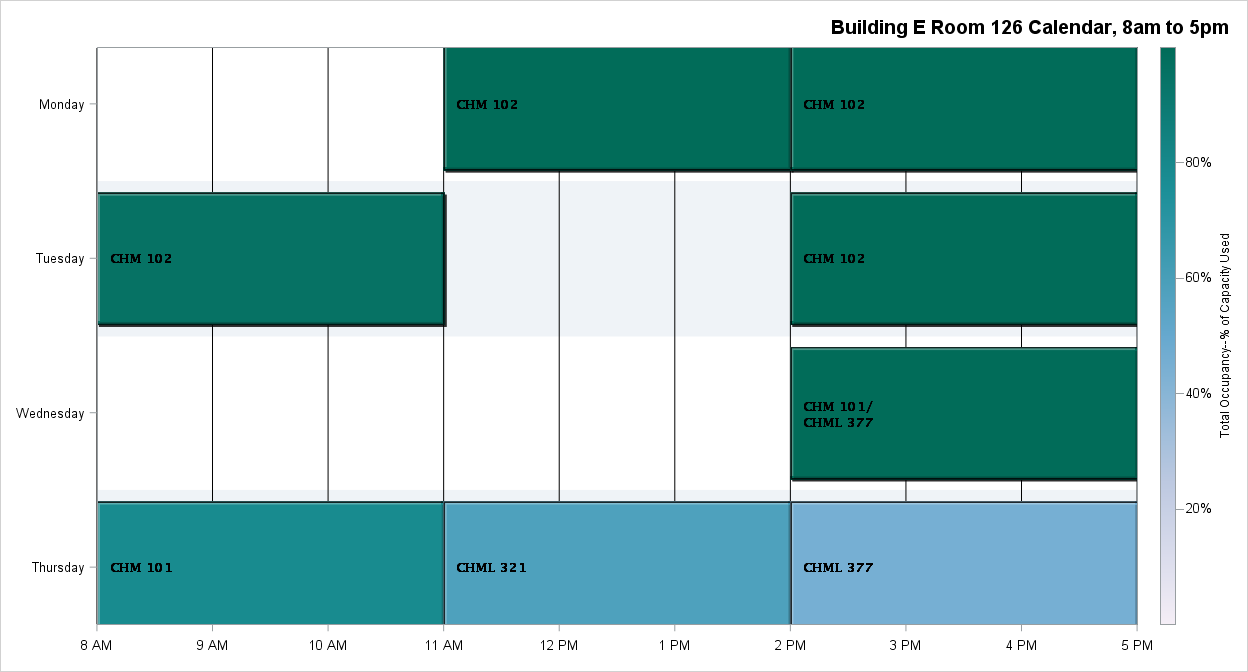 Building E Room 126 Calendar, 8am to 5pm
Monday
CHM 102
CHM 102
Tuesday
CHM 102
CHM 102
Wednesday
CHM 101/
CHML 377
Thursday
CHM 101
CHML 321
CHML 377
8 AM
9 AM
10 AM
11 AM
12 PM
1 PM
2 PM
3 PM
4 PM
5 PM
80%
60%
40%
20%
Total Occupancy--% of Capacity Used